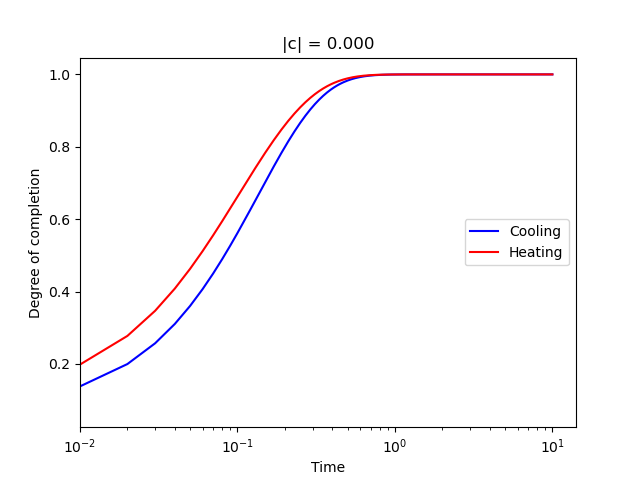 |c| = 0.000
Degree of completion
1.0
0.8
0.6
0.4
0.2
Cooling
Heating
10⁻² 10⁻¹ 10⁰ 10¹
Time